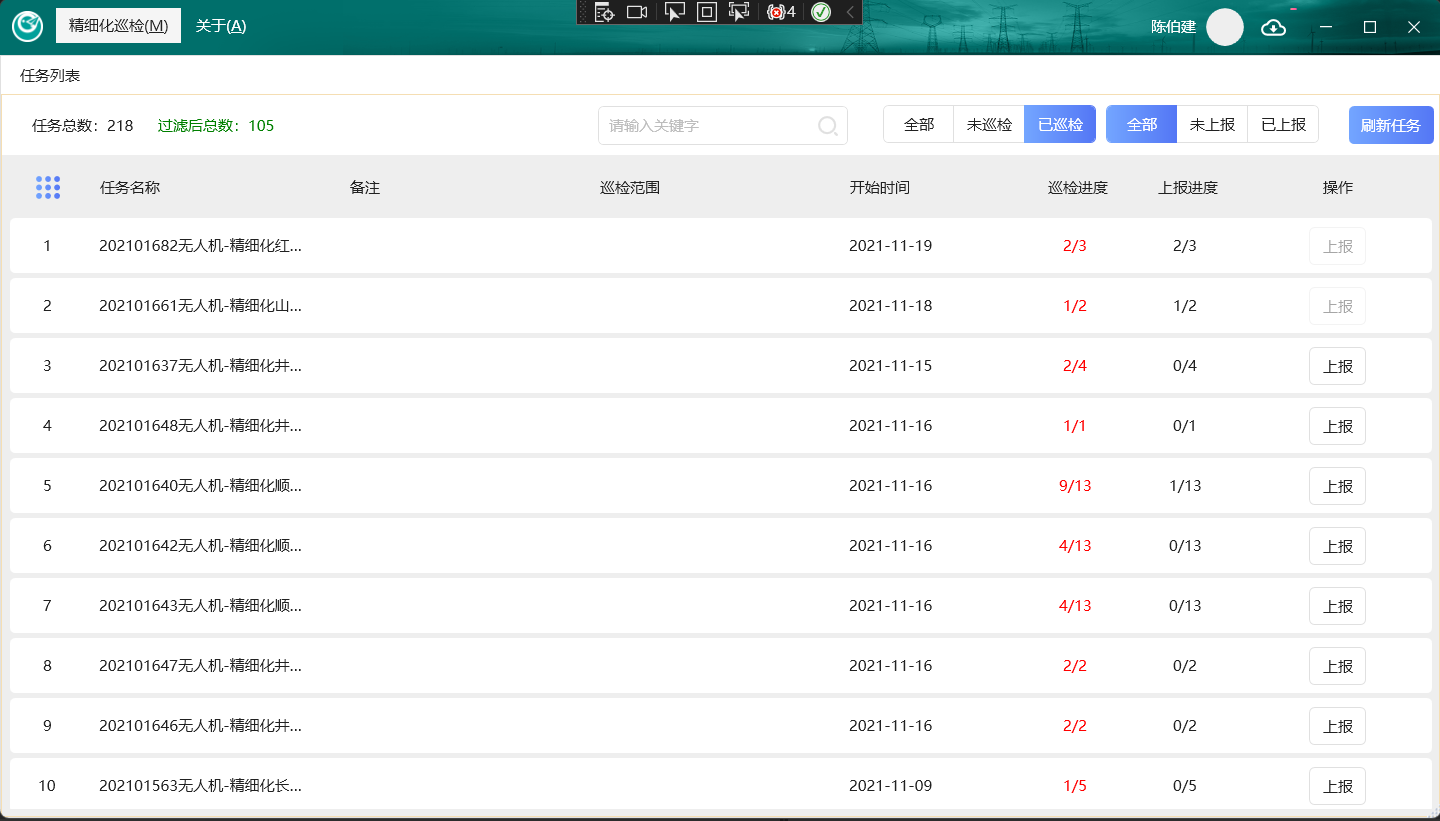 精细化巡检(M) 关于(A) 4 陈伯建
任务列表
任务总数：218 过滤后总数：105 请输入关键字 全部 未巡检 已巡检 全部 未上报 已上报 刷新任务
任务名称 备注 巡检范围 开始时间 巡检进度 上报进度 操作
1 202101682无人机-精细化红... 2021-11-19 2/3 2/3 上报
2 202101661无人机-精细化山... 2021-11-18 1/2 1/2 上报
3 202101637无人机-精细化井... 2021-11-15 2/4 0/4 上报
4 202101648无人机-精细化井... 2021-11-16 1/1 0/1 上报
5 202101640无人机-精细化顺... 2021-11-16 9/13 1/13 上报
6 202101642无人机-精细化顺... 2021-11-16 4/13 0/13 上报
7 202101643无人机-精细化顺... 2021-11-16 4/13 0/13 上报
8 202101647无人机-精细化井... 2021-11-16 2/2 0/2 上报
9 202101646无人机-精细化井... 2021-11-16 2/2 0/2 上报
10 202101563无人机-精细化长... 2021-11-09 1/5 0/5 上报